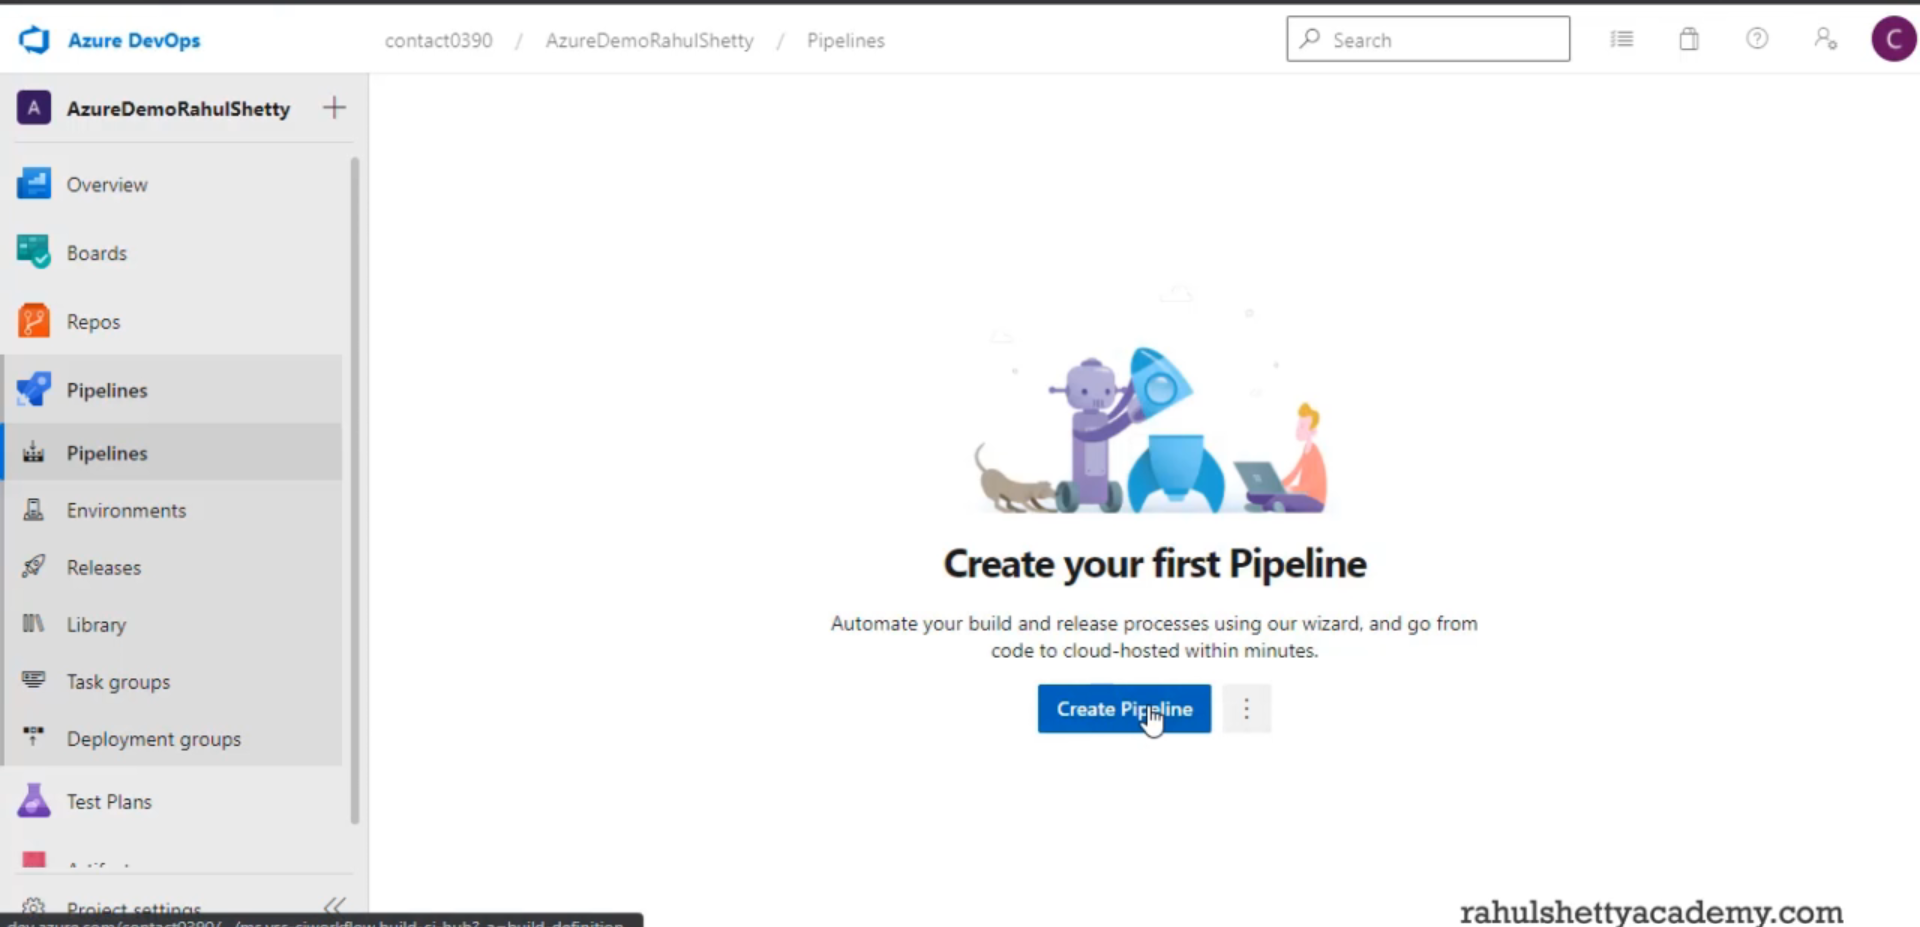 Azure DevOps
contact0390 / AzureDemoRahulShetty / Pipelines
Search
C
A AzureDemoRahulShetty
Overview
Boards
Repos
Pipelines
Pipelines
Environments
Releases
Library
Task groups
Deployment groups
Test Plans
Project settings
Create your first Pipeline
Automate your build and release processes using our wizard, and go from
code to cloud-hosted within minutes.
Create Pipeline
rahulshettyacademy.com